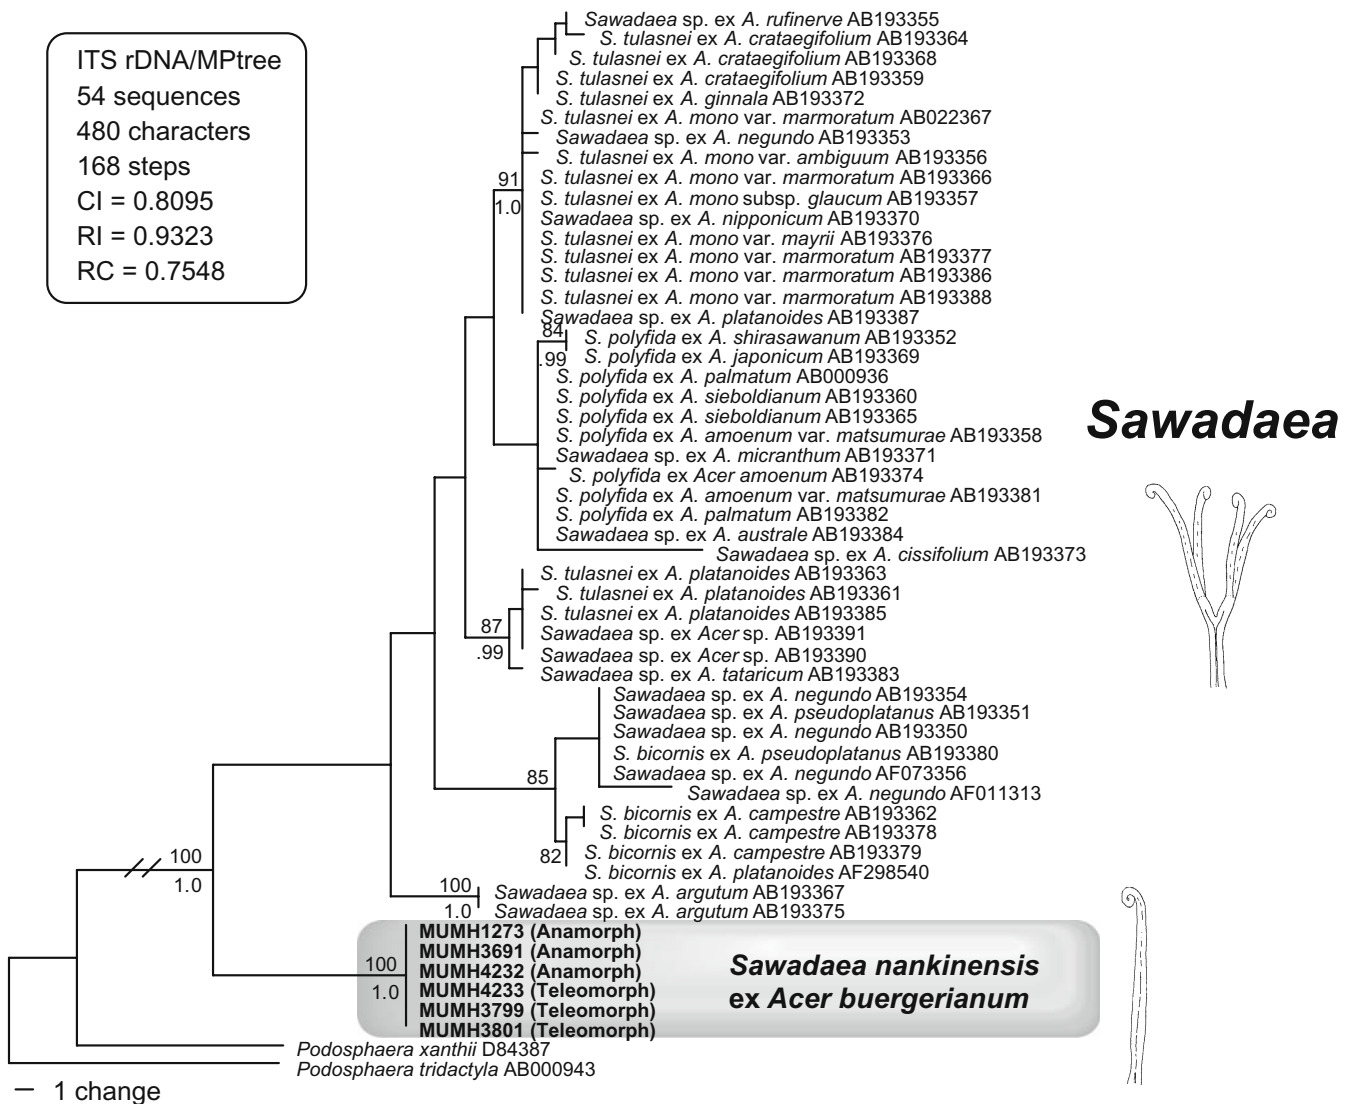 ITS rDNA/MPtree
54 sequences
480 characters
168 steps
CI = 0.8095
RI = 0.9323
RC = 0.7548
Sawadaea sp. ex A. rufinerve AB193355
S. tulasnei ex A. crataegifolium AB193364
S. tulasnei ex A. crataegifolium AB193368
S. tulasnei ex A. crataegifolium AB193359
S. tulasnei ex A. ginnala AB193372
S. tulasnei ex A. mono var. marmoratum AB022367
Sawadaea sp. ex A. negundo AB193353
S. tulasnei ex A. mono var. ambiguum AB193356
91
S. tulasnei ex A. mono var. marmoratum AB193366
1.0
S. tulasnei ex A. mono subsp. glaucum AB193357
Sawadaea sp. ex A. nipponicum AB193370
S. tulasnei ex A. mono var. mayrii AB193376
S. tulasnei ex A. mono var. marmoratum AB193377
S. tulasnei ex A. mono var. marmoratum AB193386
S. tulasnei ex A. mono var. marmoratum AB193388
Sawadaea sp. ex A. platanoides AB193387
84
S. polyfida ex A. shirasawanum AB193352
.99
S. polyfida ex A. japonicum AB193369
S. polyfida ex A. palmatum AB000936
S. polyfida ex A. sieboldianum AB193360
S. polyfida ex A. sieboldianum AB193365
S. polyfida ex A. amoenum var. matsumurae AB193358
Sawadaea sp. ex A. micranthum AB193371
S. polyfida ex Acer amoenum AB193374
S. polyfida ex A. amoenum var. matsumurae AB193381
S. polyfida ex A. palmatum AB193382
Sawadaea sp. ex A. australe AB193384
Sawadaea sp. ex A. cissifolium AB193373
Sawadaea
S. tulasnei ex A. platanoides AB193363
S. tulasnei ex A. platanoides AB193361
S. tulasnei ex A. platanoides AB193385
87
Sawadaea sp. ex Acer sp. AB193391
.99
Sawadaea sp. ex Acer sp. AB193390
Sawadaea sp. ex A. tataricum AB193383
Sawadaea sp. ex A. negundo AB193354
Sawadaea sp. ex A. pseudoplatanus AB193351
Sawadaea sp. ex A. negundo AB193350
S. bicornis ex A. pseudoplatanus AB193380
85
Sawadaea sp. ex A. negundo AF073356
Sawadaea sp. ex A. negundo AF011313
S. bicornis ex A. campestre AB193362
S. bicornis ex A. campestre AB193378
82
S. bicornis ex A. campestre AB193379
S. bicornis ex A. platanoides AF298540
100
1.0
100
Sawadaea sp. ex A. argutum AB193367
1.0
Sawadaea sp. ex A. argutum AB193375
MUMH1273 (Anamorph)
MUMH3691 (Anamorph)
100
MUMH4232 (Anamorph)
1.0
MUMH4233 (Teleomorph)
MUMH3799 (Teleomorph)
MUMH3801 (Teleomorph)
Sawadaea nankinensis
ex Acer buergerianum
Podosphaera xanthii D84387
Podosphaera tridactyla AB000943
1 change